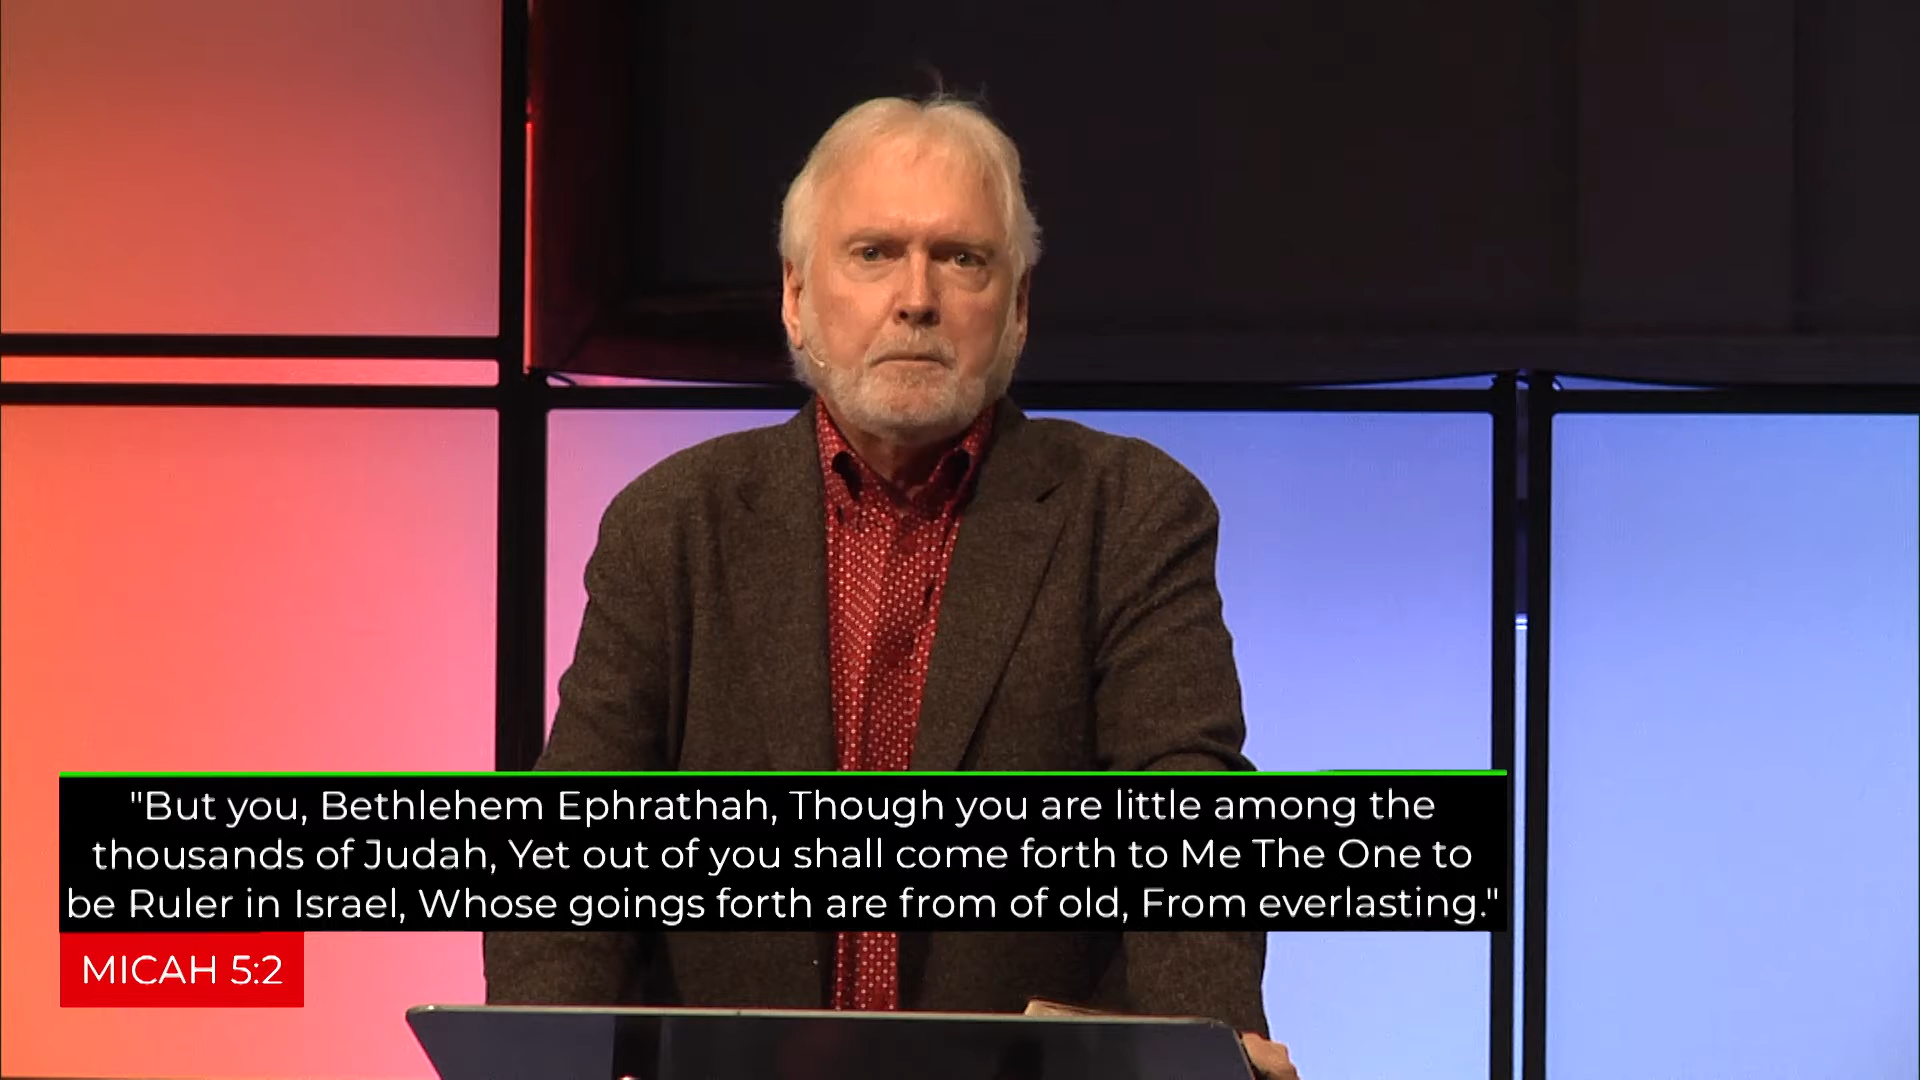 "But you, Bethlehem Ephrathah, Though you are little among the
thousands of Judah, Yet out of you shall come forth to Me The One to
be Ruler in Israel, Whose goings forth are from of old, From everlasting."
MICAH 5:2